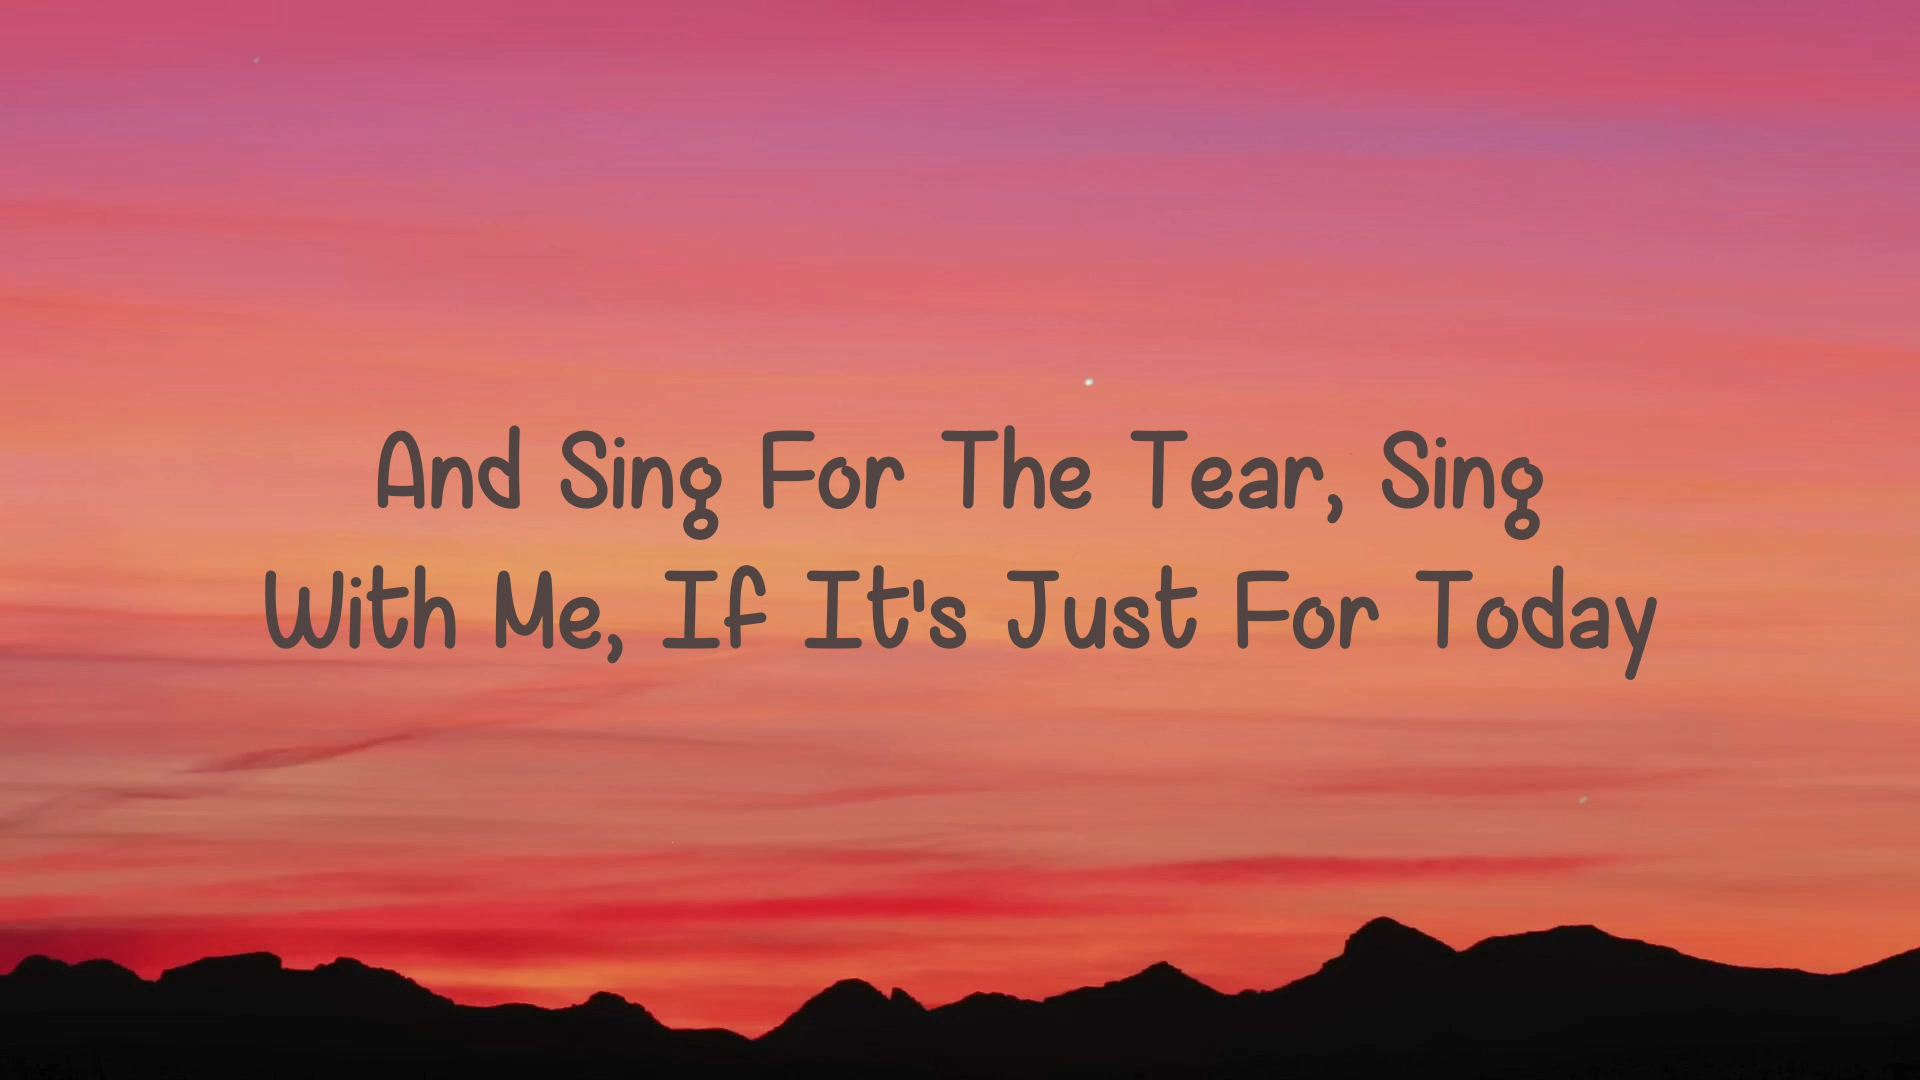 And Sing For The Tear, Sing
With Me, If It's Just For Today